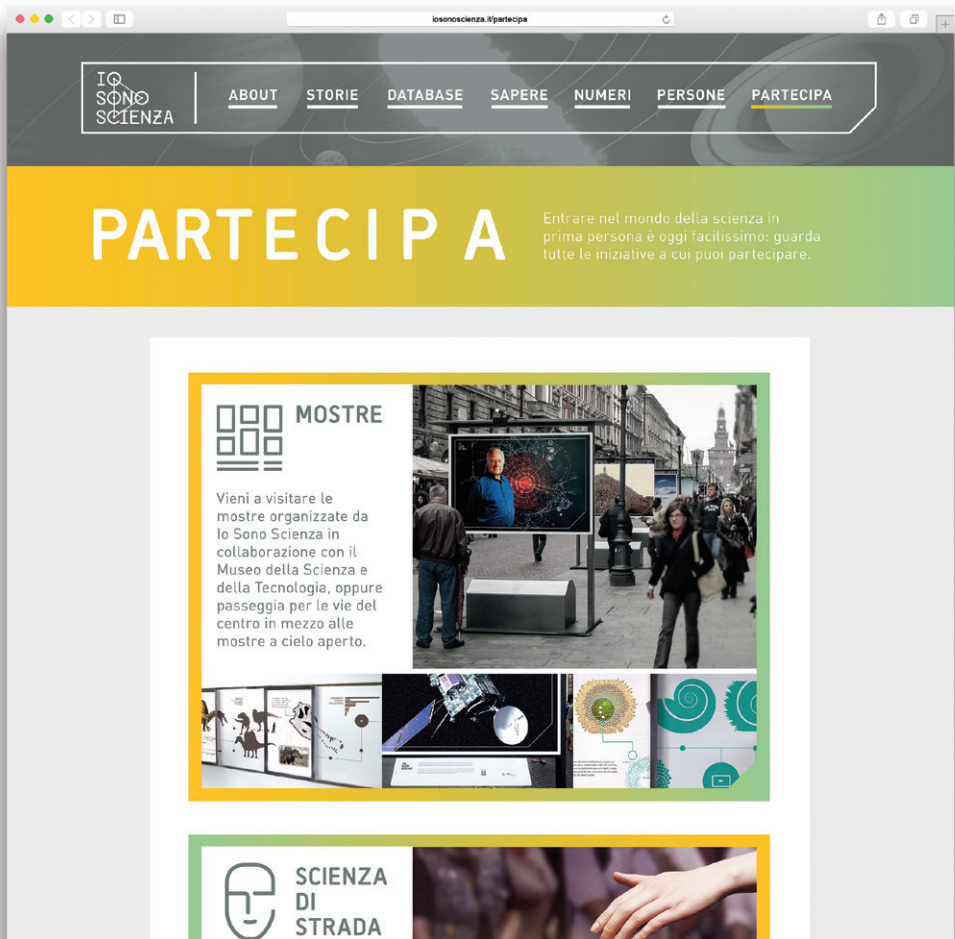 iosonoscienza.it/partecipa
IO
SONO
SCIENZA
ABOUT STORIE DATABASE SAPERE NUMERI PERSONE PARTECIPA
PARTECIPA
Entrare nel mondo della scienza in
prima persona è oggi facilissimo: guarda
tutte le iniziative a cui puoi partecipare.
MOSTRE
Vieni a visitare le
mostre organizzate da
Io Sono Scienza in
collaborazione con il
Museo della Scienza e
della Tecnologia, oppure
passeggia per le vie del
centro in mezzo alle
mostre a cielo aperto.
SCIENZA
DI
STRADA